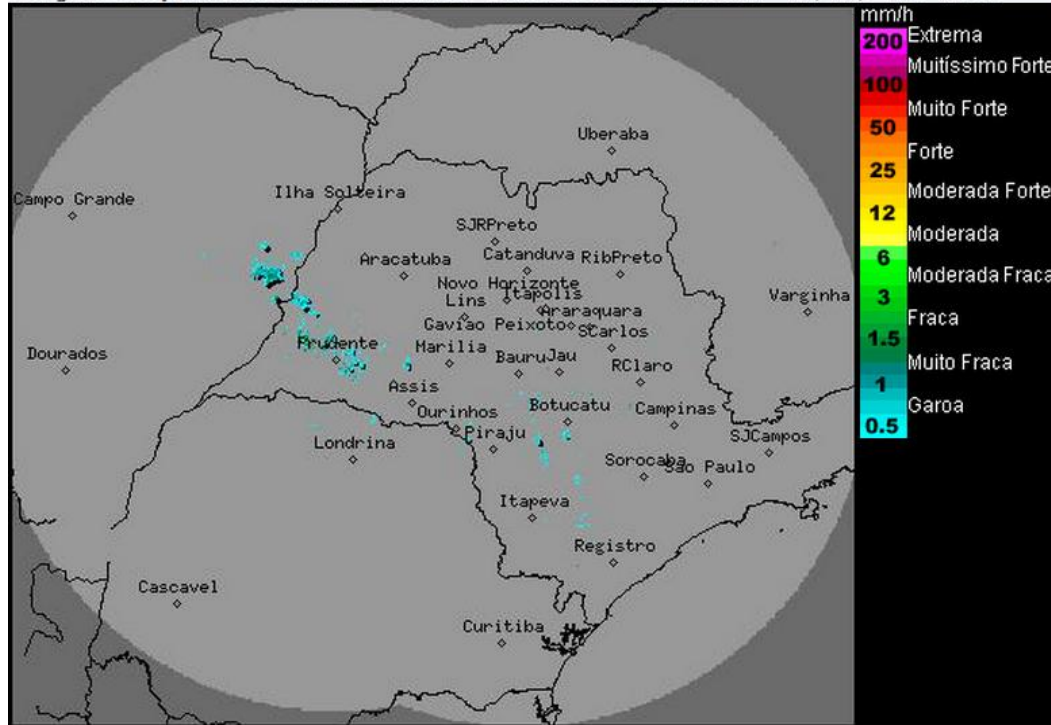 mm/h
200 Extrema
Muitíssimo Forte
100
Muito Forte
50
Forte
25
Moderada Forte
12
Moderada
6
Moderada Fraca
3
Fraca
1.5
Muito Fraca
1
Garoa
0.5
Uberaba
Campo Grande
Ilha Solteira
SJRPreto
Aracatuba
Catanduva
RibPreto
Novo Horizonte
Itapolis
Lins
Araraquara
Varginha
Gaviao Peixoto
SCarlos
Prudente
Marilia
Dourados
Bauru
Jau
RClaro
Assis
Ourinhos
Botucatu
Campinas
Piraju
Londrina
SJCampos
Sorocaba
Sao Paulo
Itapeva
Registro
Cascavel
Curitiba